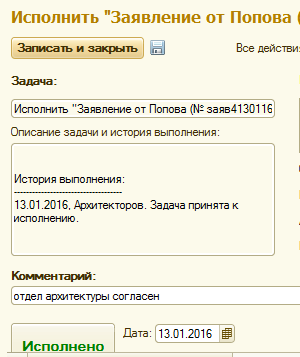 Исполнить "Заявление от Попова (
Записать и закрыть
Все действи
Задача:
Исполнить "Заявление от Попова (№ заяв4130116
Описание задачи и история выполнения:
История выполнения:
----------------------------------
13.01.2016, Архитекторов. Задача принята к
исполнению.
Комментарий:
отдел архитектуры согласен
Исполнено
Дата: 13.01.2016